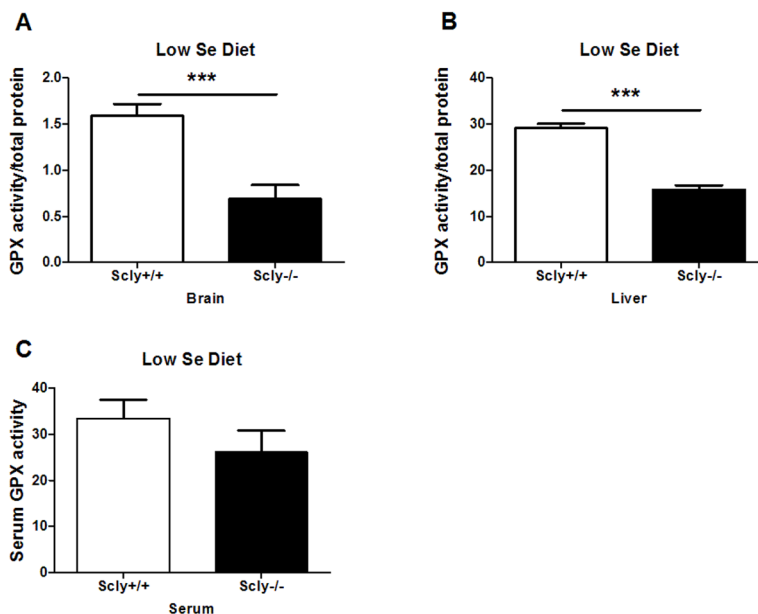 A
Low Se Diet
***
GPX activity/total protein
2.0
1.5
1.0
0.5
0.0
Scly+/+ Scly-/-
Brain
B
Low Se Diet
***
GPX activity/total protein
40
30
20
10
0
Scly+/+ Scly-/-
Liver
C
Low Se Diet
Serum GPX activity
40
30
20
10
0
Scly+/+ Scly-/-
Serum